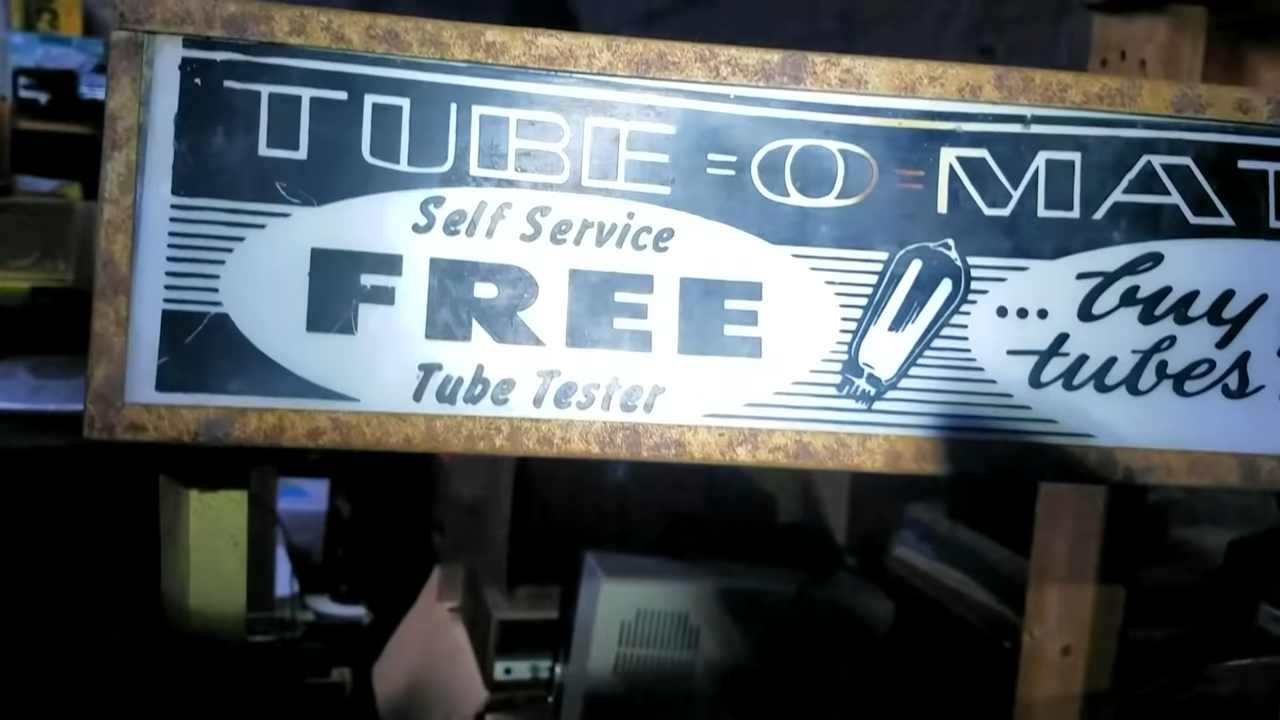 TUBE=O=MAT
Self Service
FREE
Tube Tester
...buy
tubes